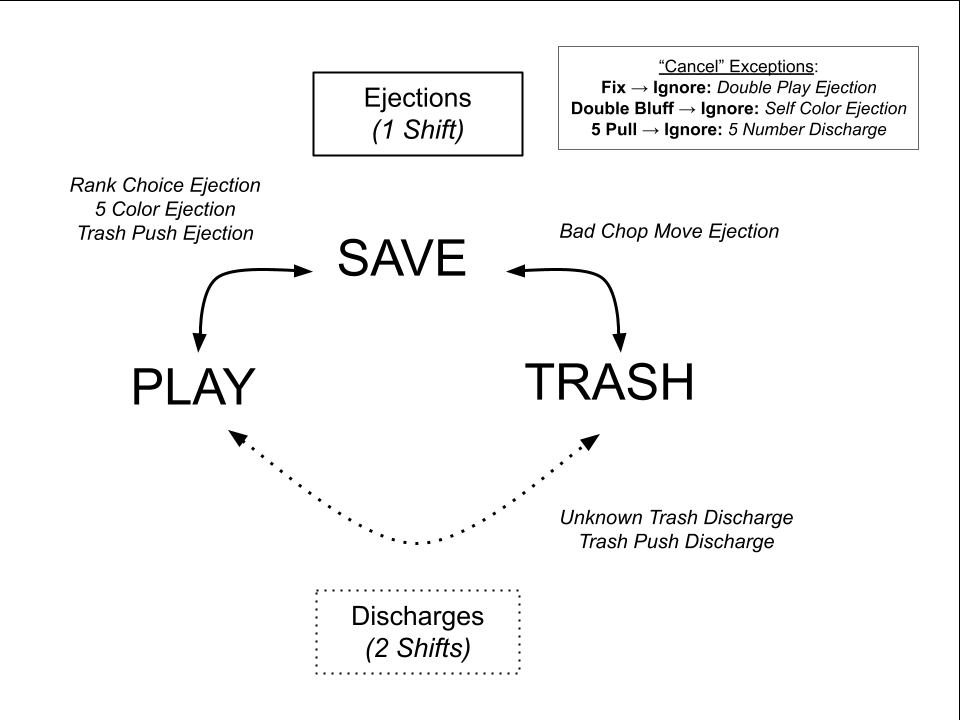 Ejections
(1 Shift)
“Cancel” Exceptions:
Fix → Ignore: Double Play Ejection
Double Bluff → Ignore: Self Color Ejection
5 Pull → Ignore: 5 Number Discharge
Rank Choice Ejection
5 Color Ejection
Trash Push Ejection
Bad Chop Move Ejection
SAVE
PLAY
TRASH
Unknown Trash Discharge
Trash Push Discharge
Discharges
(2 Shifts)